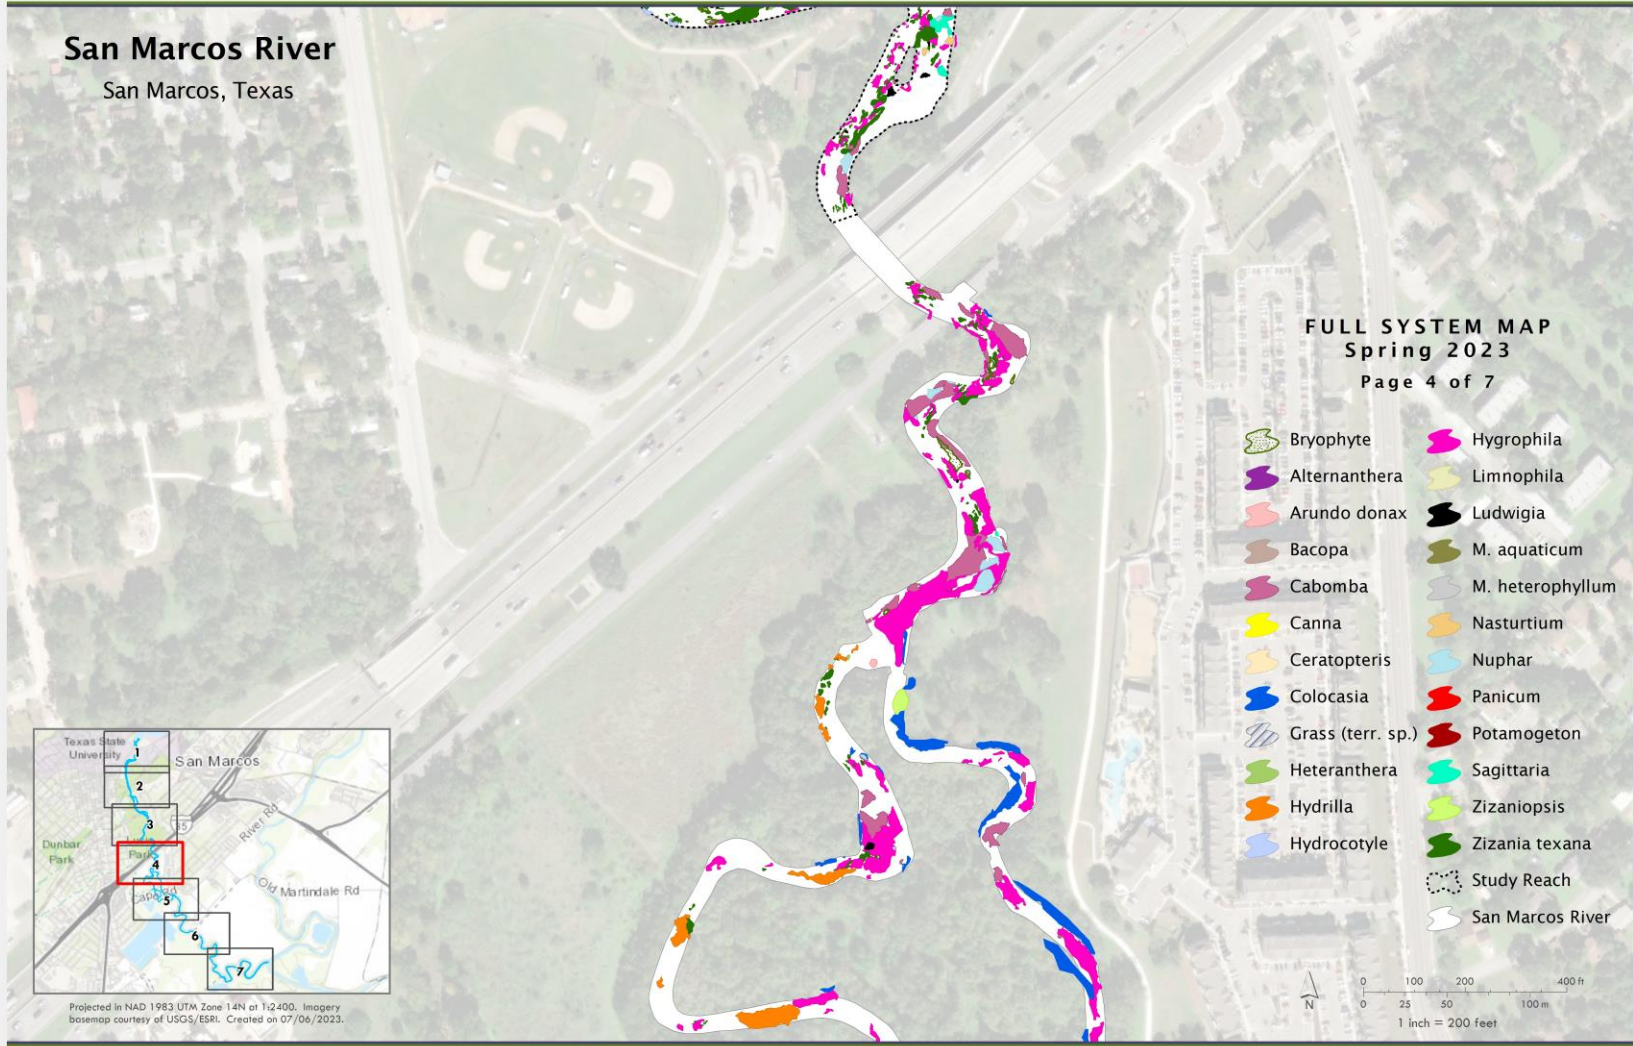 San Marcos River
San Marcos, Texas
FULL SYSTEM MAP
Spring 2023
Page 4 of 7
Bryophyte
Alternanthera
Arundo donax
Bacopa
Cabomba
Canna
Ceratopteris
Colocasia
Grass (terr. sp.)
Heteranthera
Hydrilla
Hydrocotyle
Hygrophila
Limnophila
Ludwigia
M. aquaticum
M. heterophyllum
Nasturtium
Nuphar
Panicum
Potamogeton
Sagittaria
Zizaniopsis
Zizania texana
Study Reach
San Marcos River
Texas State
University
San Marcos
1
2
3
35
River Rd
Dunbar
Park
Park
4
Old Martindale Rd
5
6
7
Projected in NAD 1983 UTM Zone 14N at 1:2400. Imagery
basemap courtesy of USGS/ESRI. Created on 07/06/2023.
N
0 100 200 400 ft
0 25 50 100 m
1 inch = 200 feet